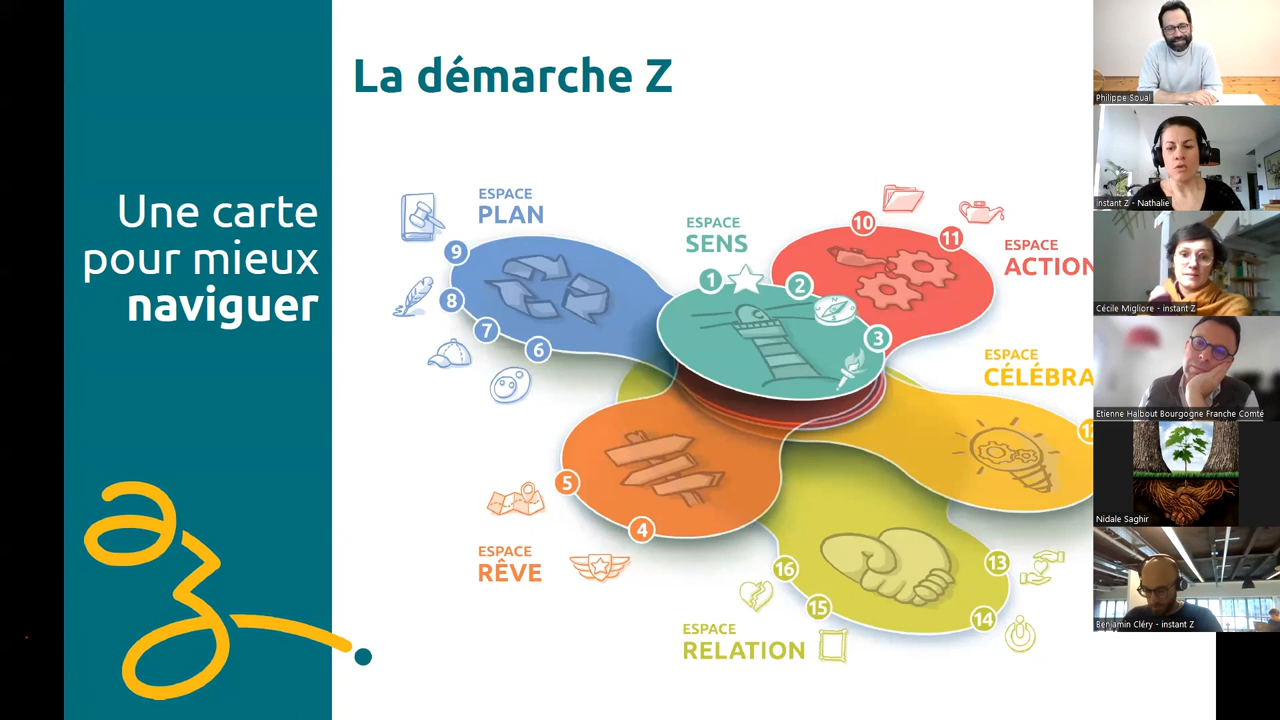 La démarche Z
Une carte
pour mieux
naviguer
ESPACE
PLAN
9
8
7
6
ESPACE
SENS
1
2
3
10
11
ESPACE
ACTION
ESPACE
CÉLÉBRA
12
5
4
ESPACE
RÊVE
16
15
13
14
ESPACE
RELATION
Philippe Soual
instant Z - Nathalie
Cécile Migliore - instant Z
Etienne Halbout Bourgogne Franche Comté
Nidale Saghir
Benjamin Cléry - instant Z